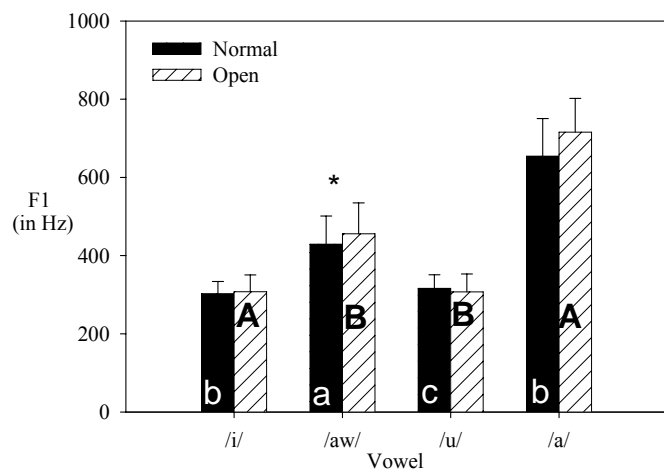 1000
Normal
Open
800
600
*
F1
(in Hz)
400
A
B
B
A
200
b
a
c
b
0
/i/
/aw/
/u/
/a/
Vowel